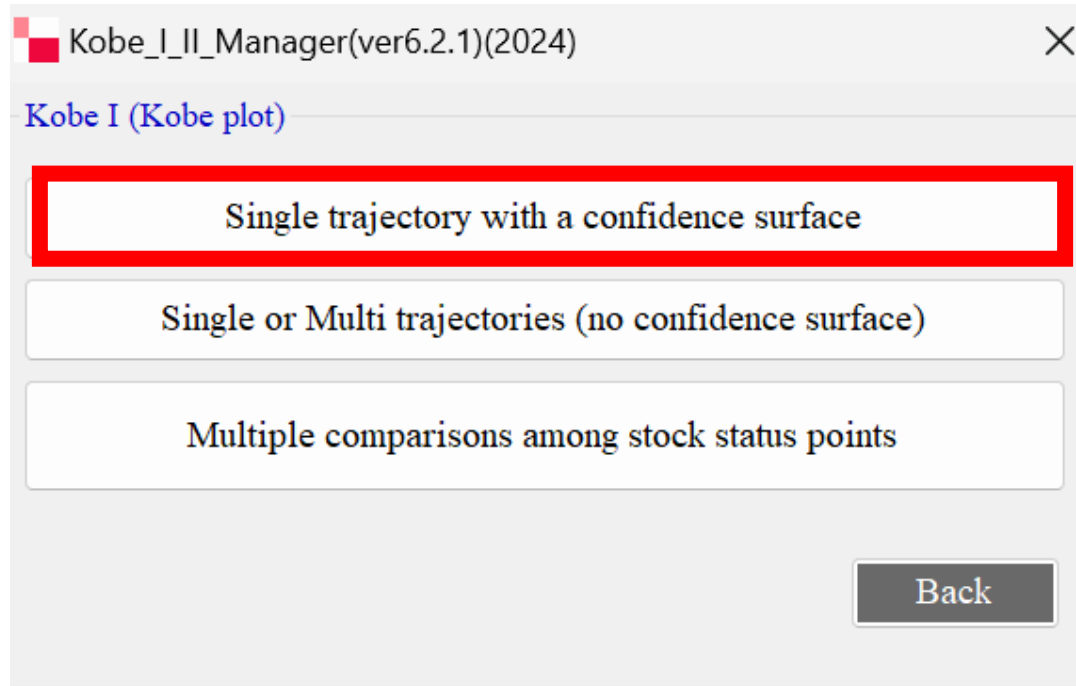 Kobe_I_II_Manager(ver6.2.1)(2024)
Kobe I (Kobe plot)
Single trajectory with a confidence surface
Single or Multi trajectories (no confidence surface)
Multiple comparisons among stock status points
Back